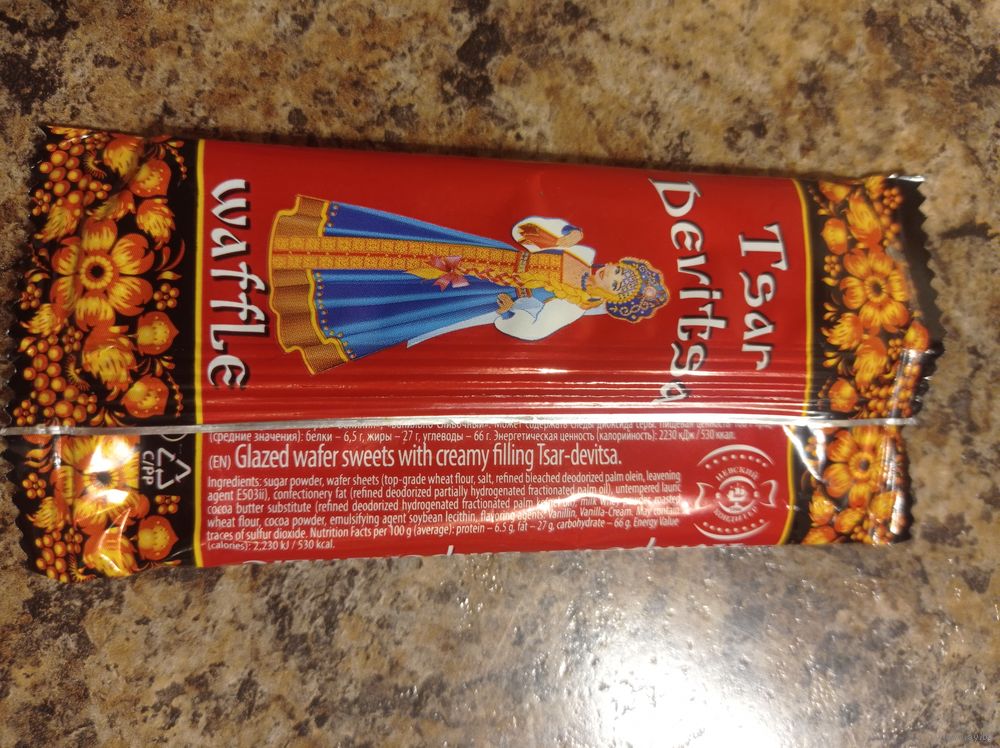 Tsar
Devitsa
waffle
(средние значения): белки – 6,5 г, жиры – 27 г, углеводы – 66 г. Энергетическая ценность (калорийность): 2230 кДж / 530 ккал.
(EN) Glazed wafer sweets with creamy filling Tsar-devitsa.
Ingredients: sugar powder, wafer sheets (top-grade wheat flour, salt, refined bleached deodorized palm olein, leavening
agent E503ii), confectionery fat (refined deodorized partially hydrogenated fractionated palm oil), untempered lauric
cocoa butter substitute (refined deodorized hydrogenated fractionated palm milk roasted
wheat flour, cocoa powder, emulsifying agent soybean lecithin, flavoring agents: Vanillin, Vanilla-Cream. May contain
traces of sulfur dioxide. Nutrition Facts per 100 g (average): protein – 6.5 g, fat – 27 g, carbohydrate – 66 g. Energy Value
(calories): 2,230 kJ / 530 kcal.
C/PP
НЕВСКИЙ
КОНДИТЕР